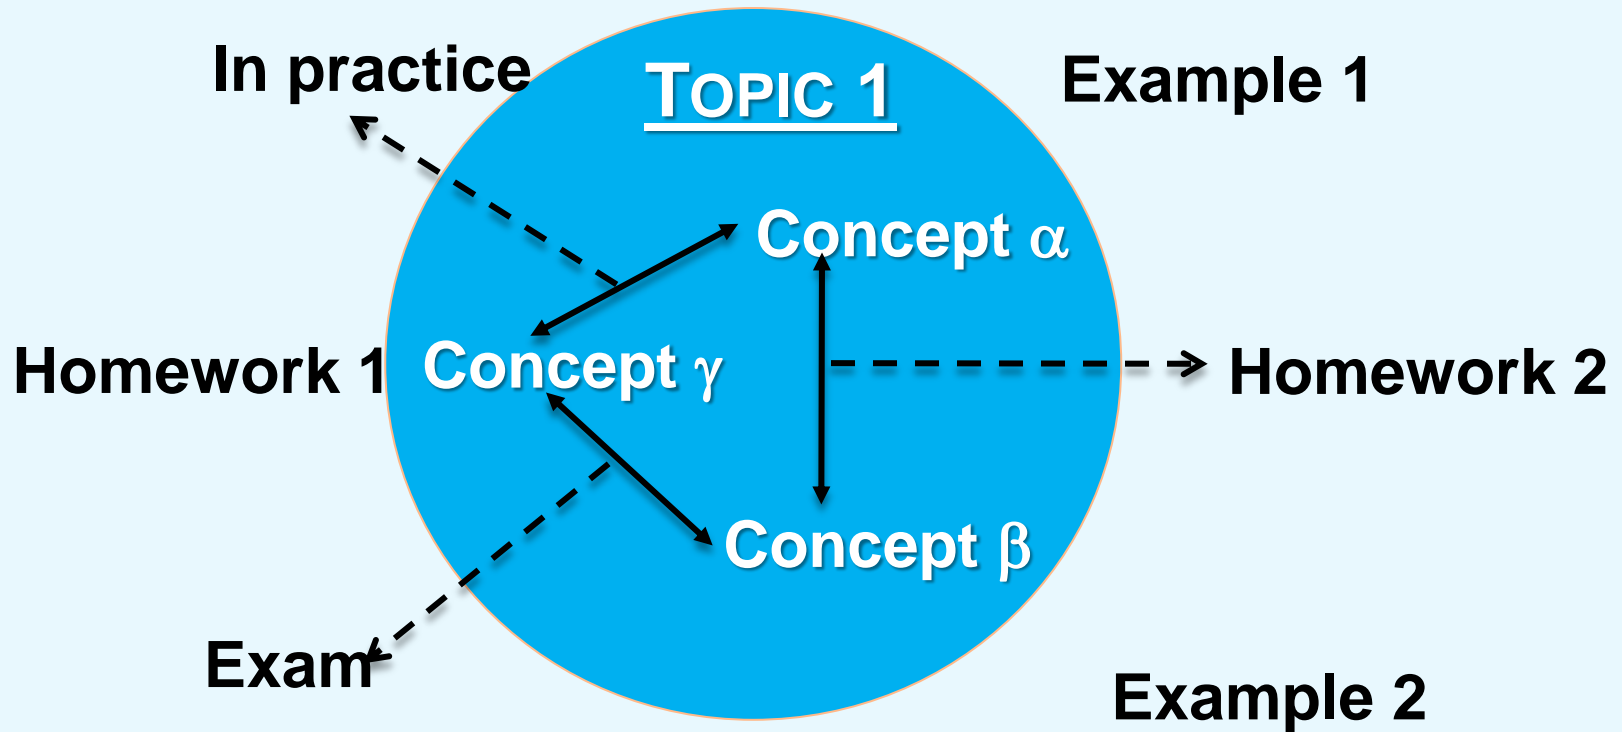 In practice
TOPIC 1
Example 1
Concept α
Homework 1
Concept γ
Homework 2
Concept β
Exam
Example 2